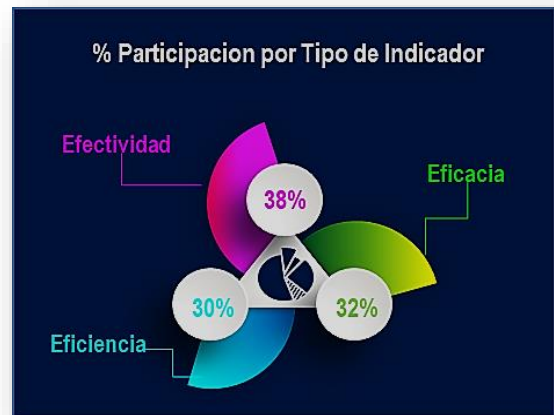 % Participacion por Tipo de Indicador
Efectividad
38%
Eficacia
30%
32%
Eficiencia